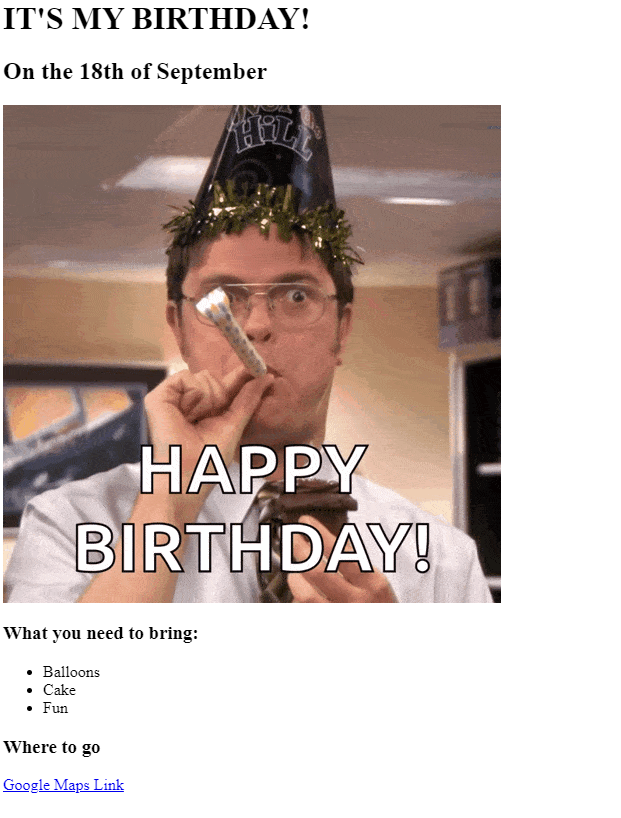 IT'S MY BIRTHDAY!
On the 18th of September
HILL
HAPPY
BIRTHDAY!
What you need to bring:
Balloons
Cake
Fun
Where to go
Google Maps Link